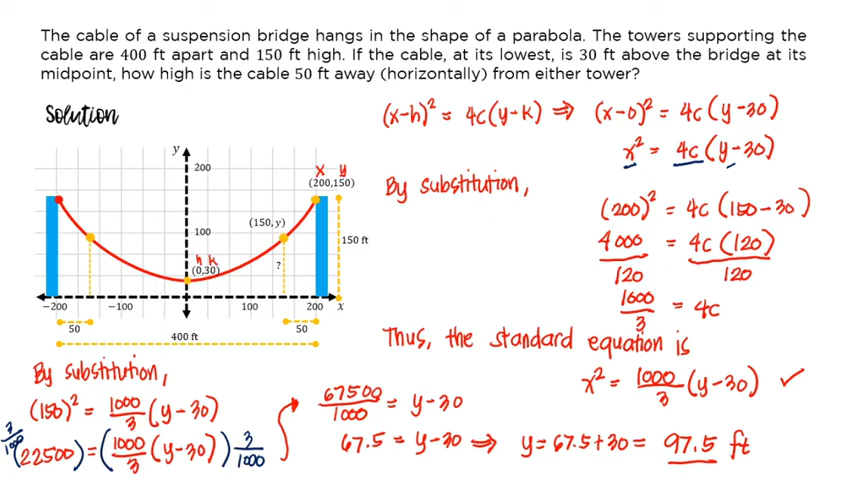 The cable of a suspension bridge hangs in the shape of a parabola. The towers supporting the
cable are 400 ft apart and 150 ft high. If the cable, at its lowest, is 30 ft above the bridge at its
midpoint, how high is the cable 50 ft away (horizontally) from either tower?
Solution
y
200
100
x y
(200,150)
(150, y)
150 ft
h k
(0,30)
?
−200 −100 100 200 x
50 50
400 ft
(x-h)² = 4c(y-k) ⇒ (x-0)² = 4c(y-30)
x² = 4c(y-30)
By substitution,
(200)² = 4c(150-30)
4000/120 = 4c(120)/120
1600/3 = 4c
Thus, the standard equation is
x² = 1000/3 (y-30) ✓
By substitution,
(150)² = 1000/3 (y-30)
3/1000 (22500) = (1000/3 (y-30)) 3/1000
67500/1000 = y-30
67.5 = y-30 ⇒ y = 67.5+30 = 97.5 ft